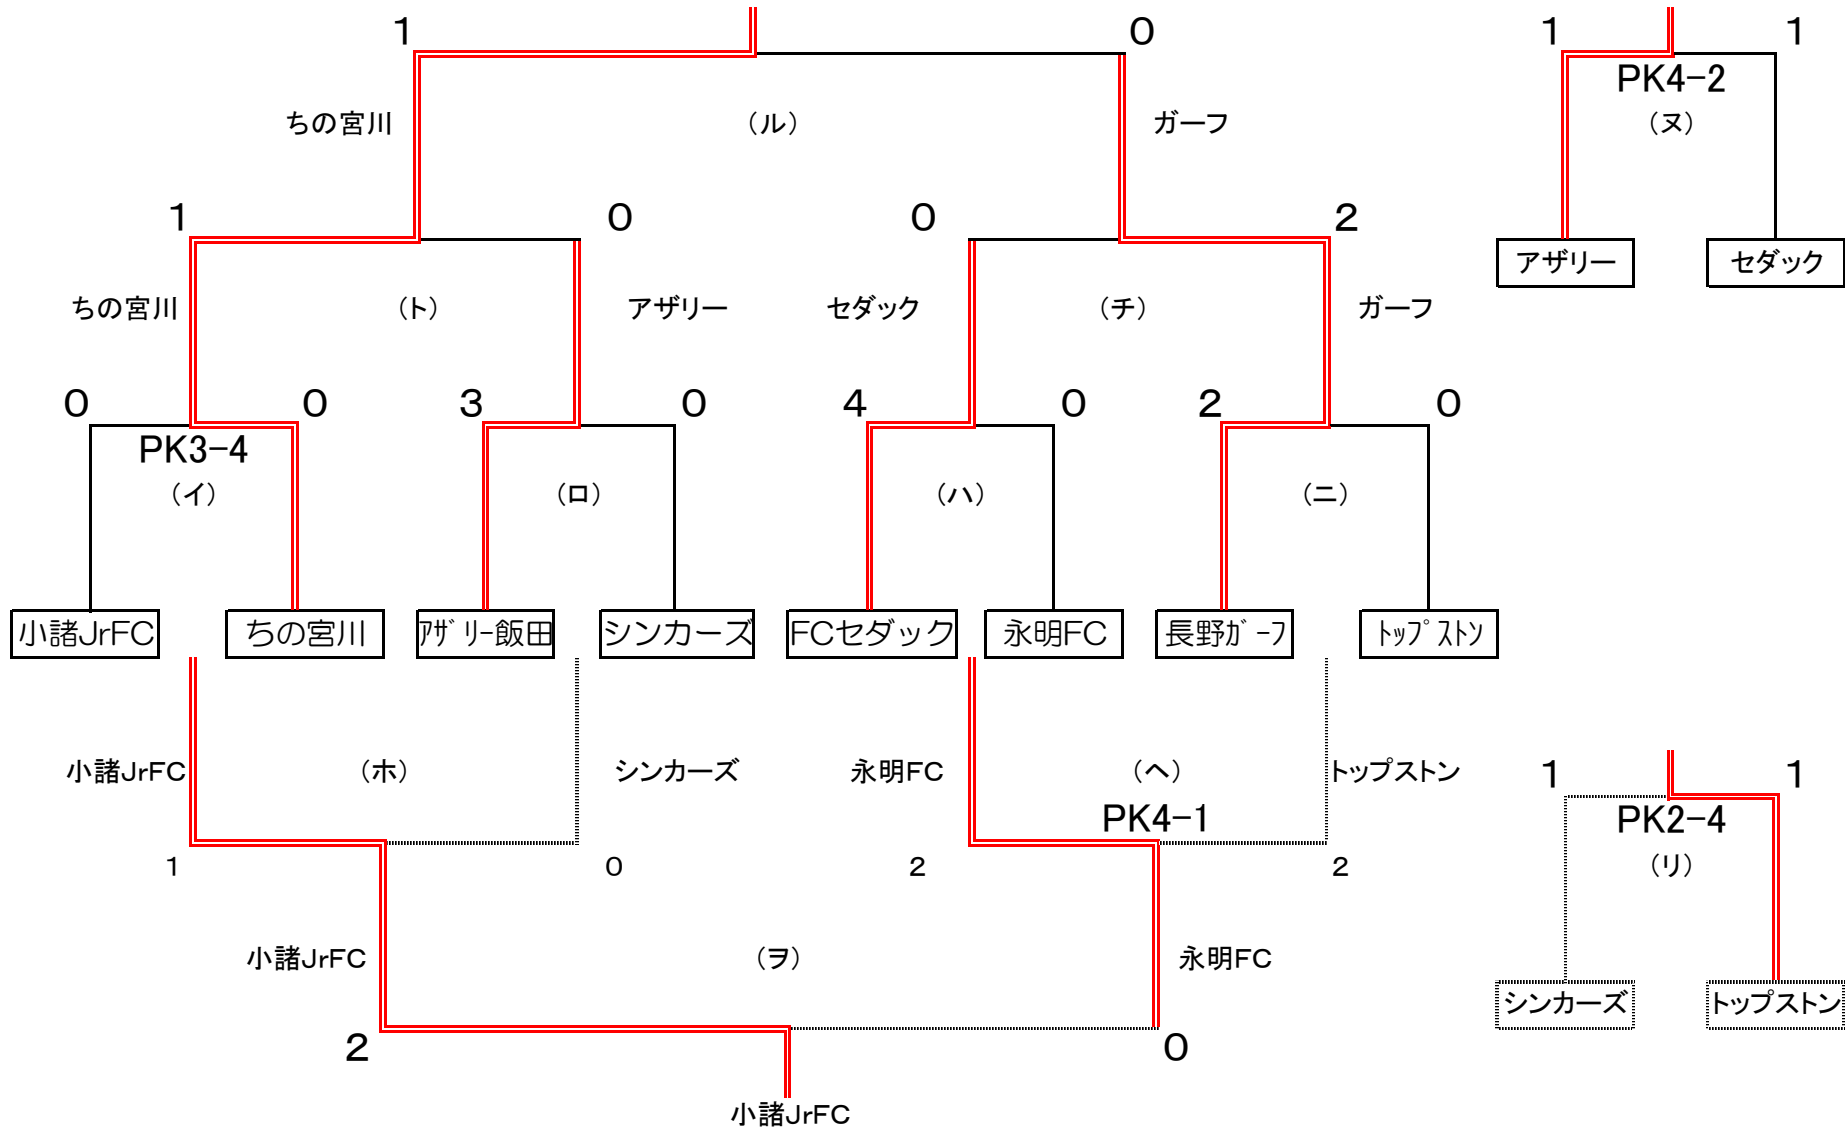 1 0 1 1
PK4-2
ちの宮川 (ル) ガーフ (ヌ)
1 0 0 2
アザリー セダック
ちの宮川 (ト) アザリー セダック (チ) ガーフ
0 0 3 0 4 0 2 0
PK3-4
(イ) (ロ) (ハ) (ニ)
小諸JrFC ちの宮川 ｱｻﾞﾘｰ飯田 シンカーズ FCセダック 永明FC 長野ｶﾞｰﾌ ﾄｯﾌﾟｽﾄﾝ
小諸JrFC (ホ) シンカーズ 永明FC (ヘ) トップストン 1 1
PK4-1 PK2-4
1 0 2 2 (リ)
小諸JrFC (ヲ) 永明FC
シンカーズ トップストン
2 0
小諸JrFC